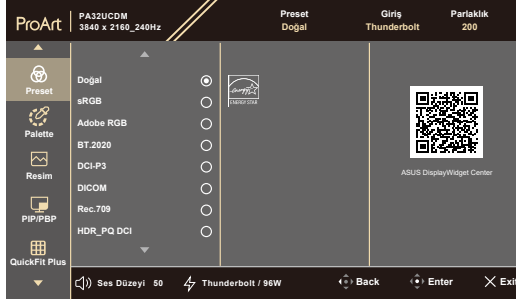 ProArt
PA32UCDM
3840 x 2160_240Hz
Preset
Doğal
Giriş
Thunderbolt
Parlaklık
200
Preset
Palette
Resim
PIP/PBP
QuickFit Plus
Doğal
sRGB
Adobe RGB
BT.2020
DCI-P3
DICOM
Rec.709
HDR_PQ DCI
ENERGY STAR
ASUS DisplayWidget Center
Ses Düzeyi 50
Thunderbolt / 96W
Back
Enter
Exit